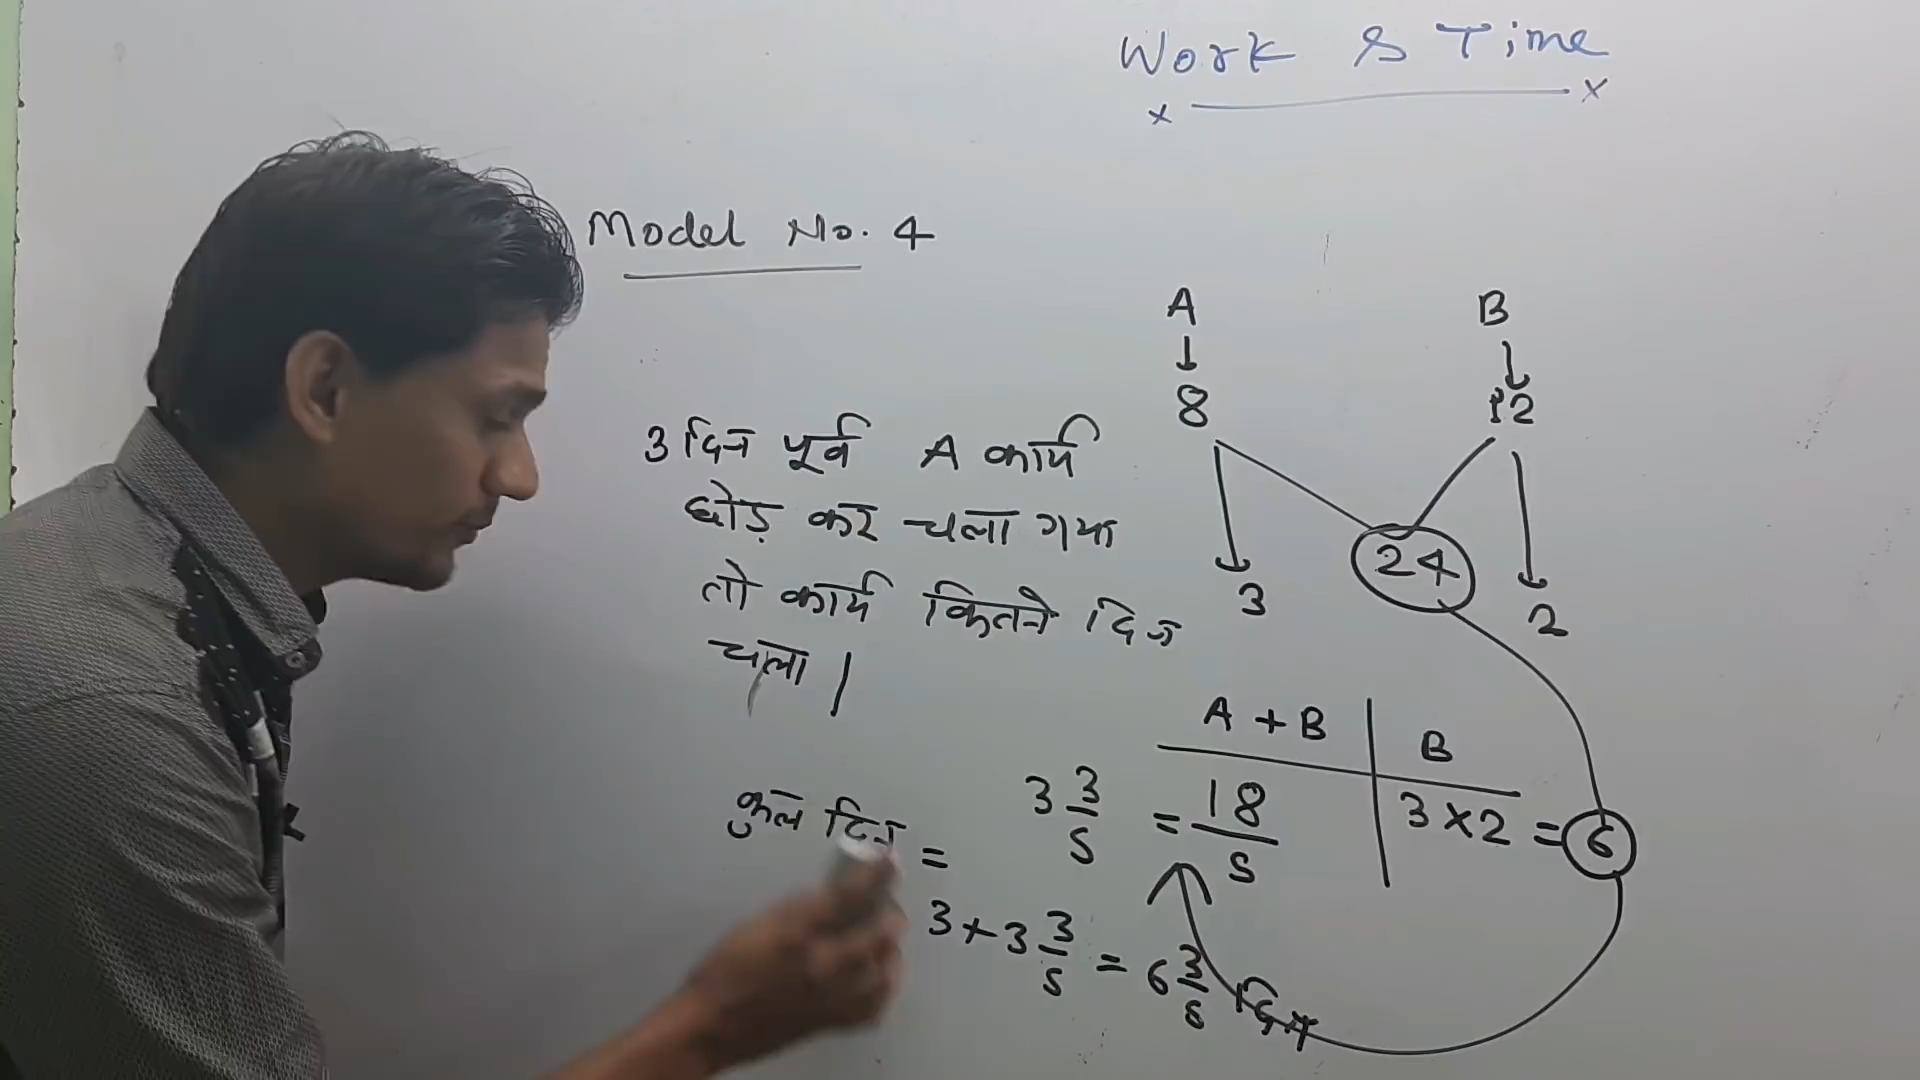 Work & Time
Model No. 4
A B
8 12
3 दिन पूर्व A कार्य
छोड़ कर चला गया
तो कार्य कितने दिन
चला |
24
3 2
A + B | B
3 3/5 = 18/5 | 3 × 2 = 6
कुल दिन =
3 + 3 3/5 = 6 3/5 दिन